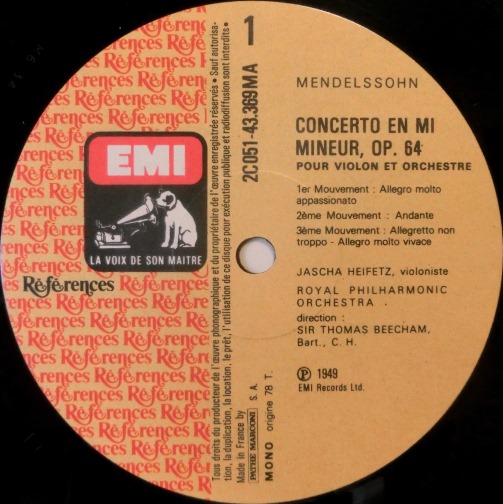 1
2C 051-43.369 MA
MENDELSSOHN
CONCERTO EN MI
MINEUR, OP. 64
POUR VIOLON ET ORCHESTRE
1er Mouvement : Allegro molto
appassionato
2ème Mouvement : Andante
3ème Mouvement : Allegretto non
troppo - Allegro molto vivace
JASCHA HEIFETZ, violoniste
ROYAL PHILHARMONIC
ORCHESTRA .
direction :
SIR THOMAS BEECHAM,
Bart., C. H.
Ⓟ 1949
EMI Records Ltd.
EMI
LA VOIX DE SON MAITRE
Références
Tous droits du producteur de l'œuvre phonographique et du propriétaire de l'œuvre enregistrée réservés • Sauf autorisa-
tion, la duplication, la location, le prêt, l'utilisation de ce disque pour exécution publique et radiodiffusion sont interdits •
Made in France by PATHE MARCONI S. A.
MONO origine 78 T.